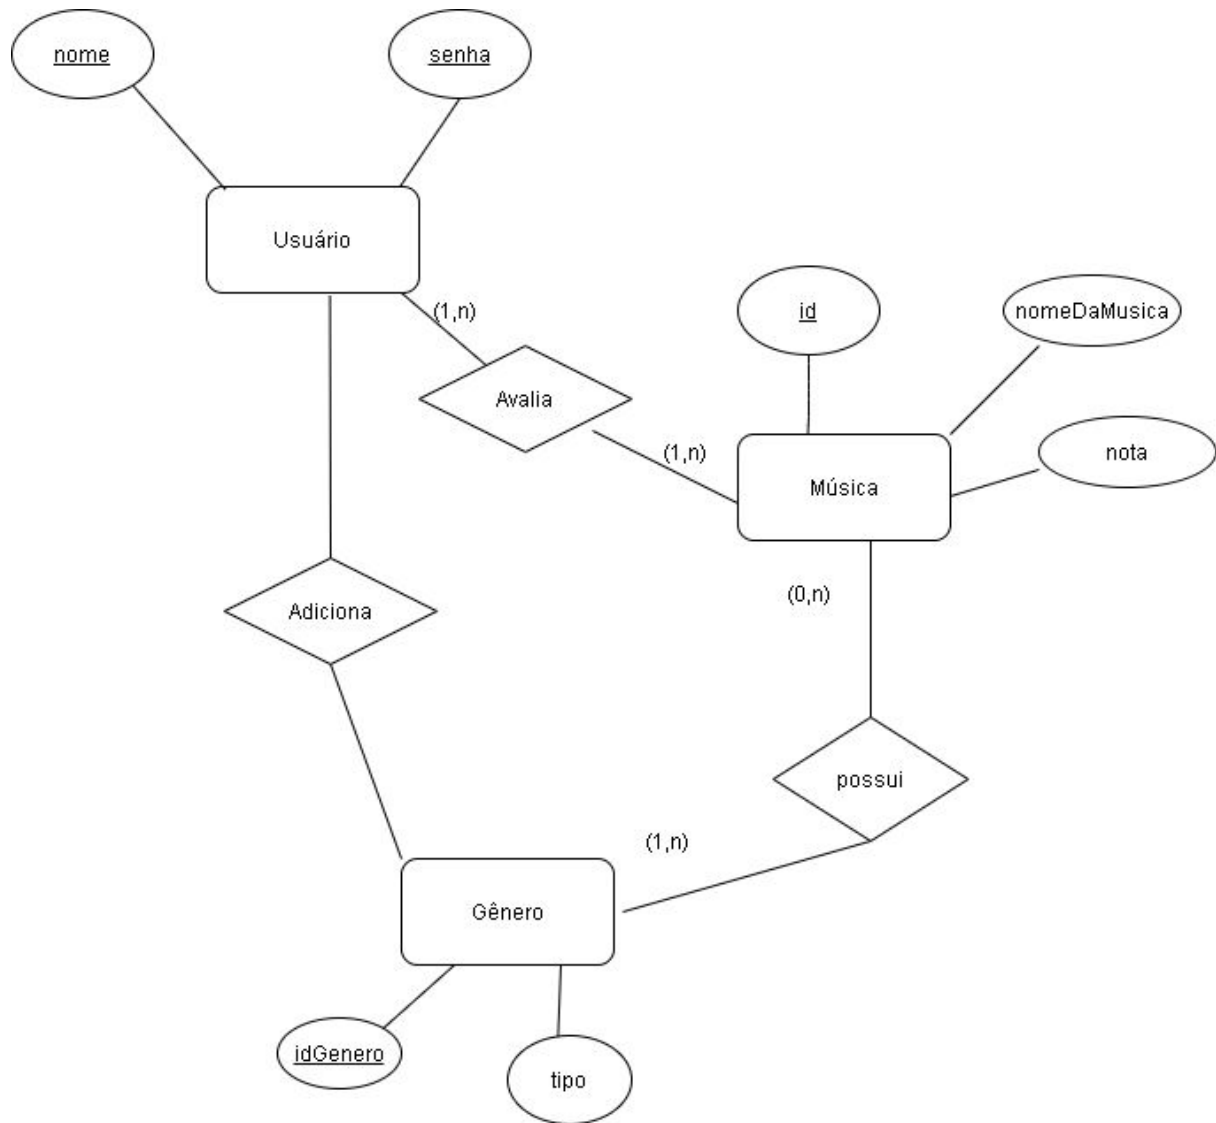 nome
senha
Usuário
(1,n)
id
nomeDaMusica
Avalia
(1,n)
nota
Música
(0,n)
Adiciona
possui
(1,n)
Gênero
idGenero
tipo